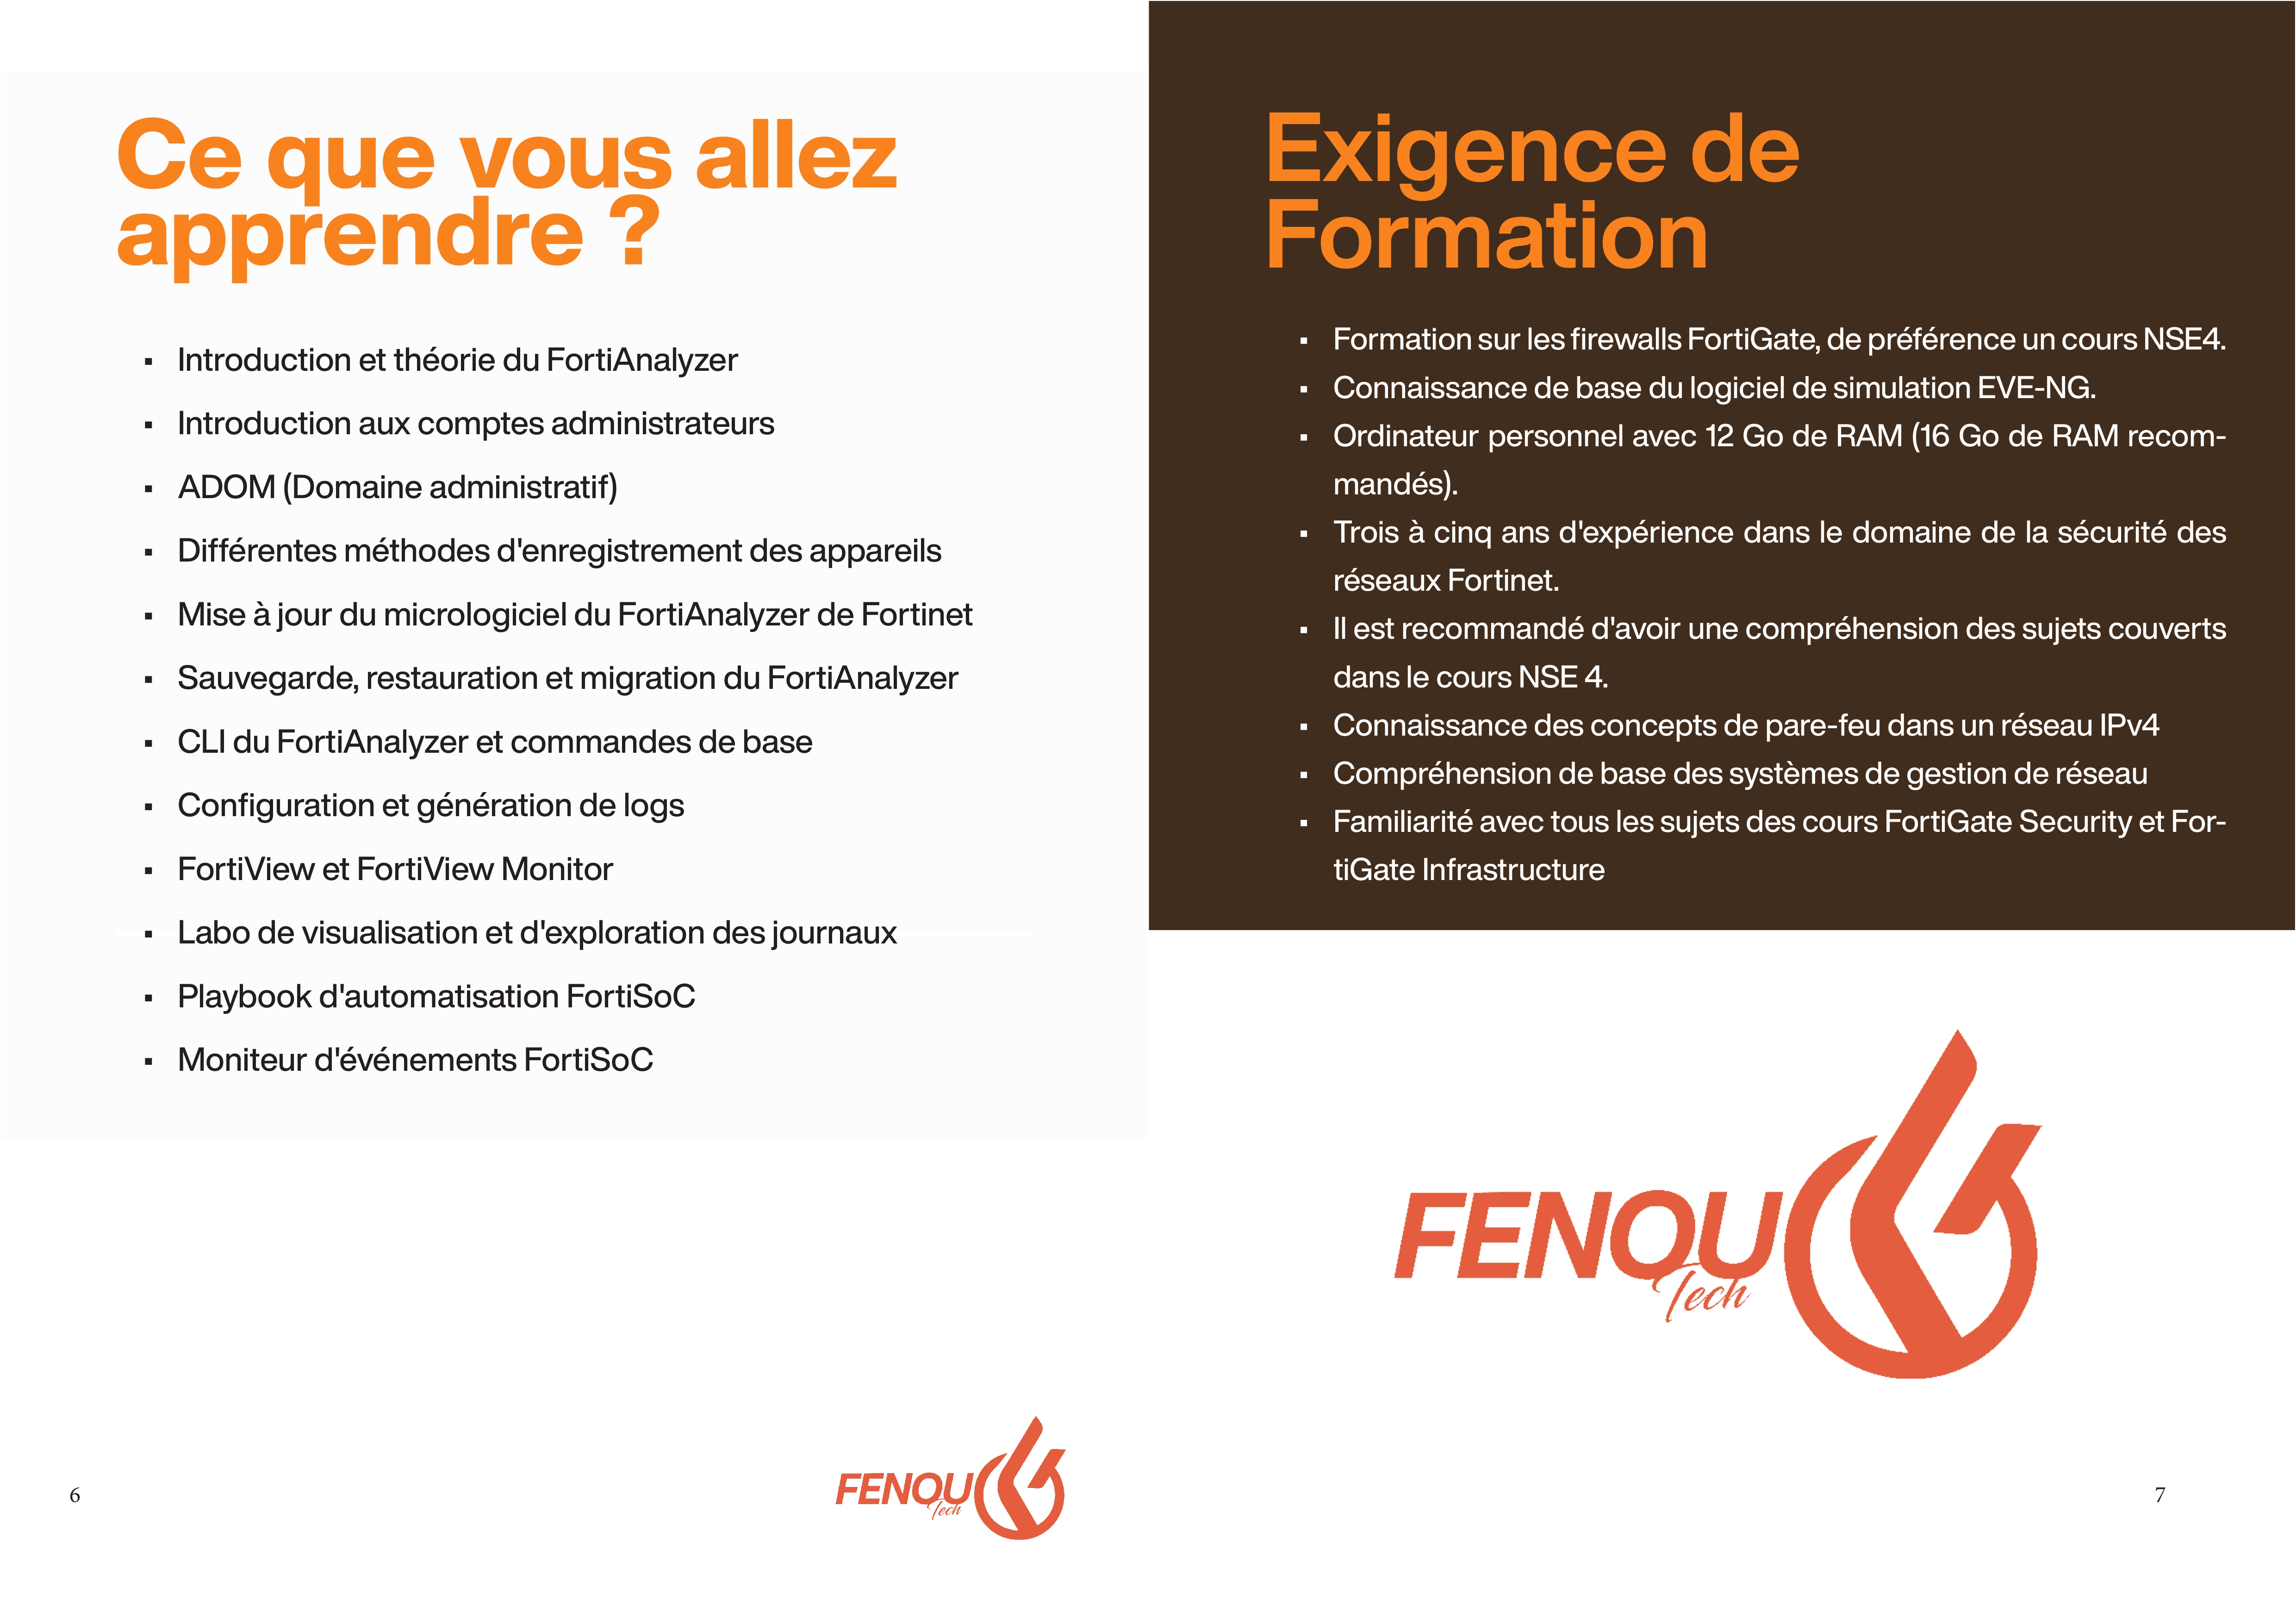 Ce que vous allez
apprendre ?
▪ Introduction et théorie du FortiAnalyzer
▪ Introduction aux comptes administrateurs
▪ ADOM (Domaine administratif)
▪ Différentes méthodes d'enregistrement des appareils
▪ Mise à jour du micrologiciel du FortiAnalyzer de Fortinet
▪ Sauvegarde, restauration et migration du FortiAnalyzer
▪ CLI du FortiAnalyzer et commandes de base
▪ Configuration et génération de logs
▪ FortiView et FortiView Monitor
▪ Labo de visualisation et d'exploration des journaux
▪ Playbook d'automatisation FortiSoC
▪ Moniteur d'événements FortiSoC
FENOU
Tech
6
Exigence de
Formation
▪ Formation sur les firewalls FortiGate, de préférence un cours NSE4.
▪ Connaissance de base du logiciel de simulation EVE-NG.
▪ Ordinateur personnel avec 12 Go de RAM (16 Go de RAM recom-
mandés).
▪ Trois à cinq ans d'expérience dans le domaine de la sécurité des
réseaux Fortinet.
▪ Il est recommandé d'avoir une compréhension des sujets couverts
dans le cours NSE 4.
▪ Connaissance des concepts de pare-feu dans un réseau IPv4
▪ Compréhension de base des systèmes de gestion de réseau
▪ Familiarité avec tous les sujets des cours FortiGate Security et For-
tiGate Infrastructure
FENOU
Tech
7